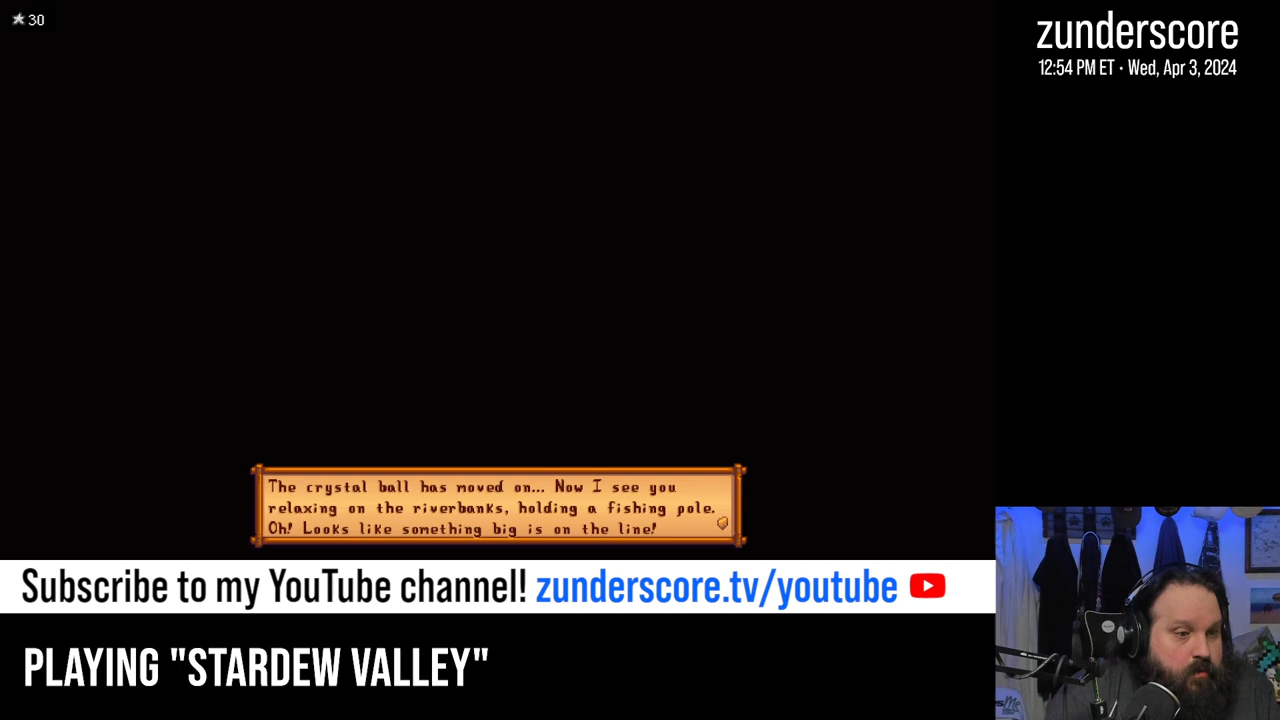 30
zunderscore
12:54 PM ET • Wed, Apr 3, 2024
The crystal ball has moved on... Now I see you
relaxing on the riverbanks, holding a fishing pole.
Oh! Looks like something big is on the line!
Subscribe to my YouTube channel! zunderscore.tv/youtube
PLAYING "STARDEW VALLEY"